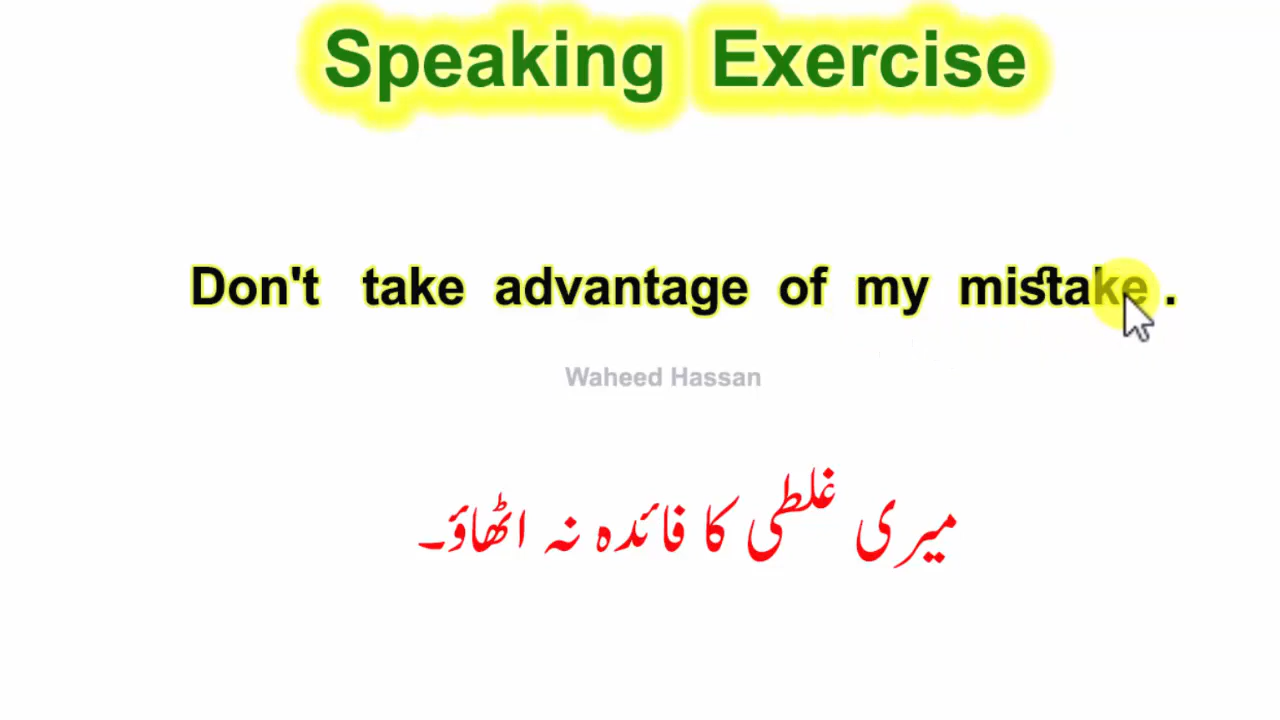 Speaking Exercise
Don't take advantage of my mistake .
Waheed Hassan
میری غلطی کا فائدہ نہ اٹھاؤ۔